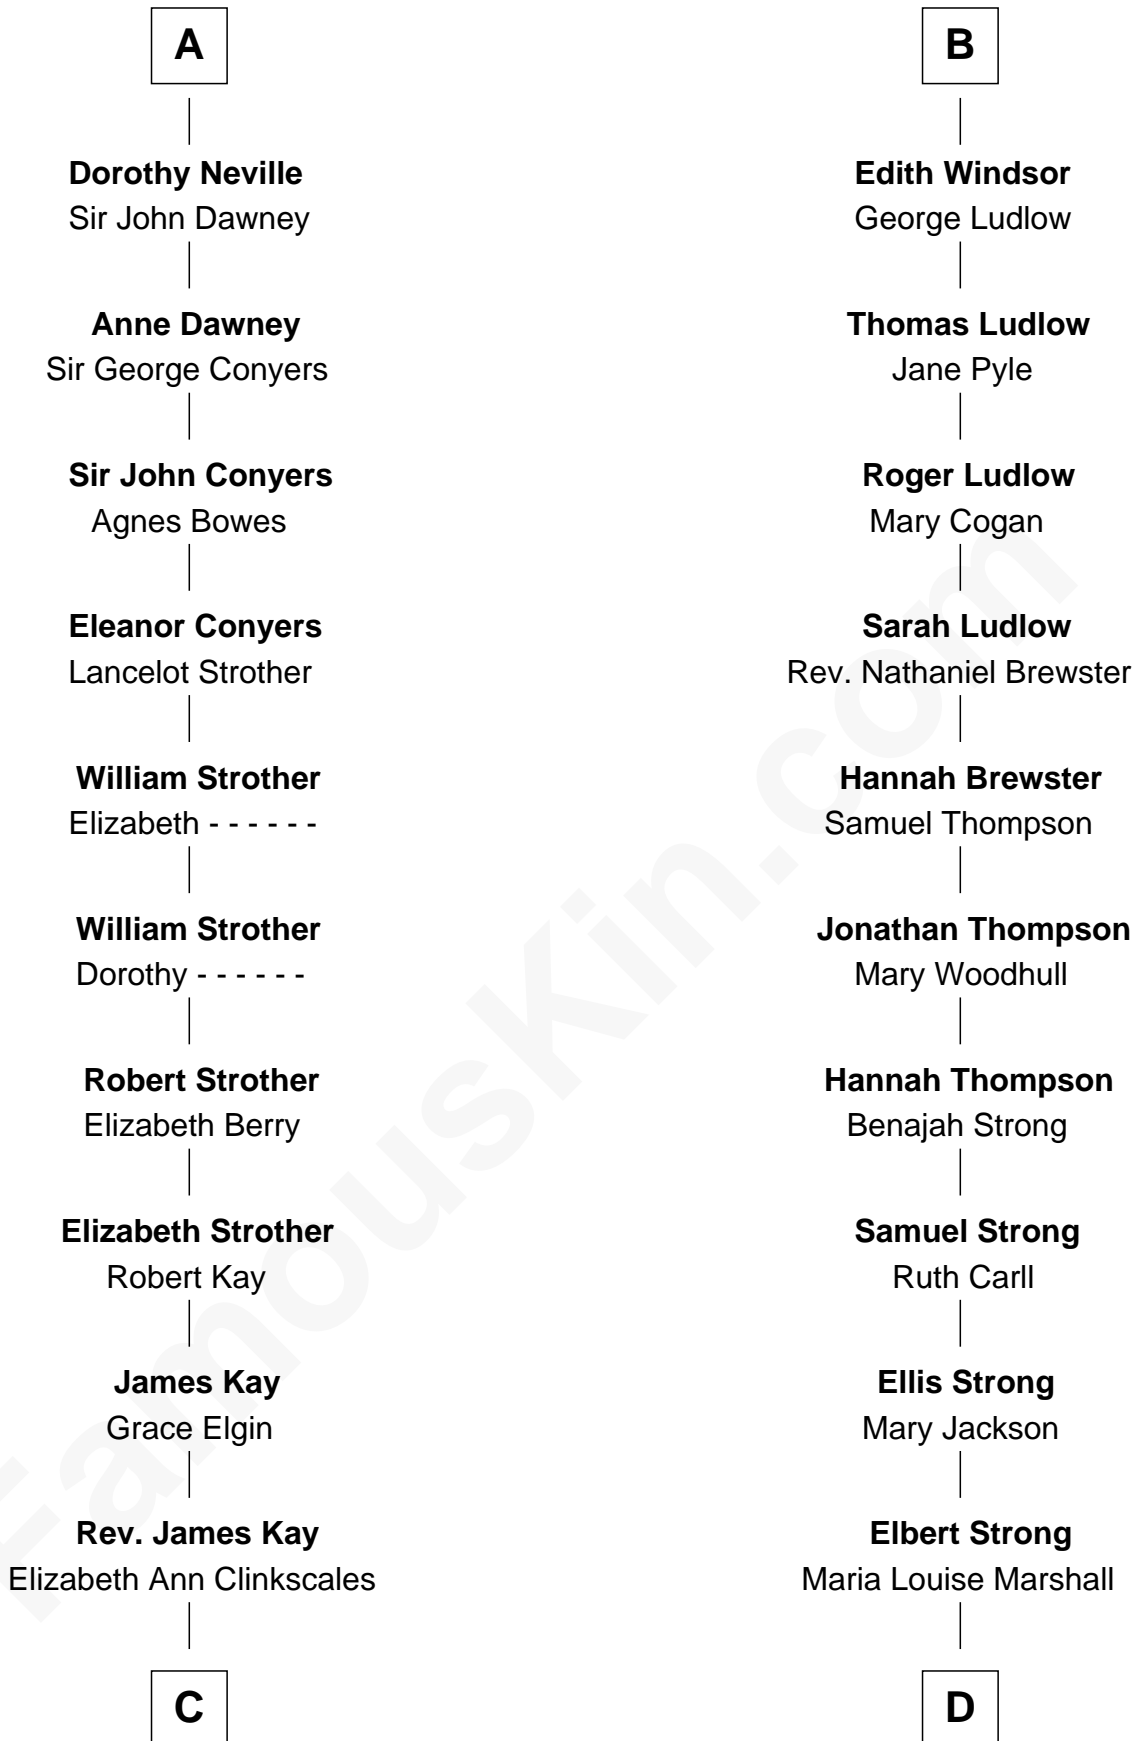 A
Dorothy Neville
Sir John Dawney
Anne Dawney
Sir George Conyers
Sir John Conyers
Agnes Bowes
Eleanor Conyers
Lancelot Strother
William Strother
Elizabeth - - - - - -
William Strother
Dorothy - - - - - -
Robert Strother
Elizabeth Berry
Elizabeth Strother
Robert Kay
James Kay
Grace Elgin
Rev. James Kay
Elizabeth Ann Clinkscales
C
B
Edith Windsor
George Ludlow
Thomas Ludlow
Jane Pyle
Roger Ludlow
Mary Cogan
Sarah Ludlow
Rev. Nathaniel Brewster
Hannah Brewster
Samuel Thompson
Jonathan Thompson
Mary Woodhull
Hannah Thompson
Benajah Strong
Samuel Strong
Ruth Carll
Ellis Strong
Mary Jackson
Elbert Strong
Maria Louise Marshall
D
FamousKin.com